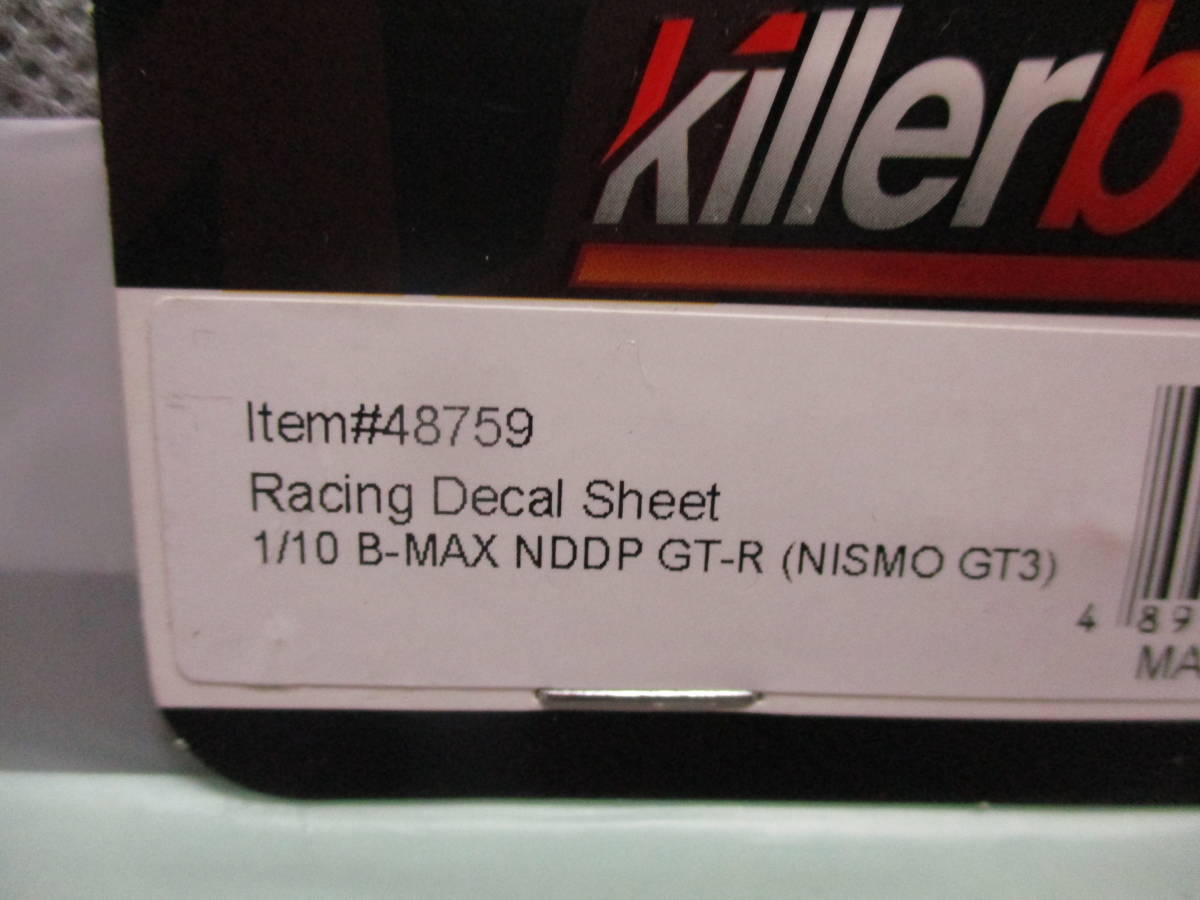 Killerb
Item#48759
Racing Decal Sheet
1/10 B-MAX NDDP GT-R (NISMO GT3)
4 89
MA